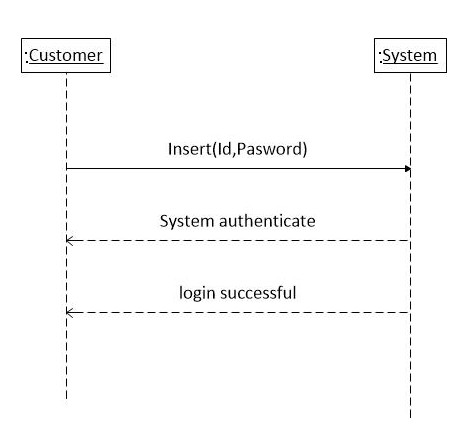 :Customer
:System
Insert(Id,Pasword)
System authenticate
login successful